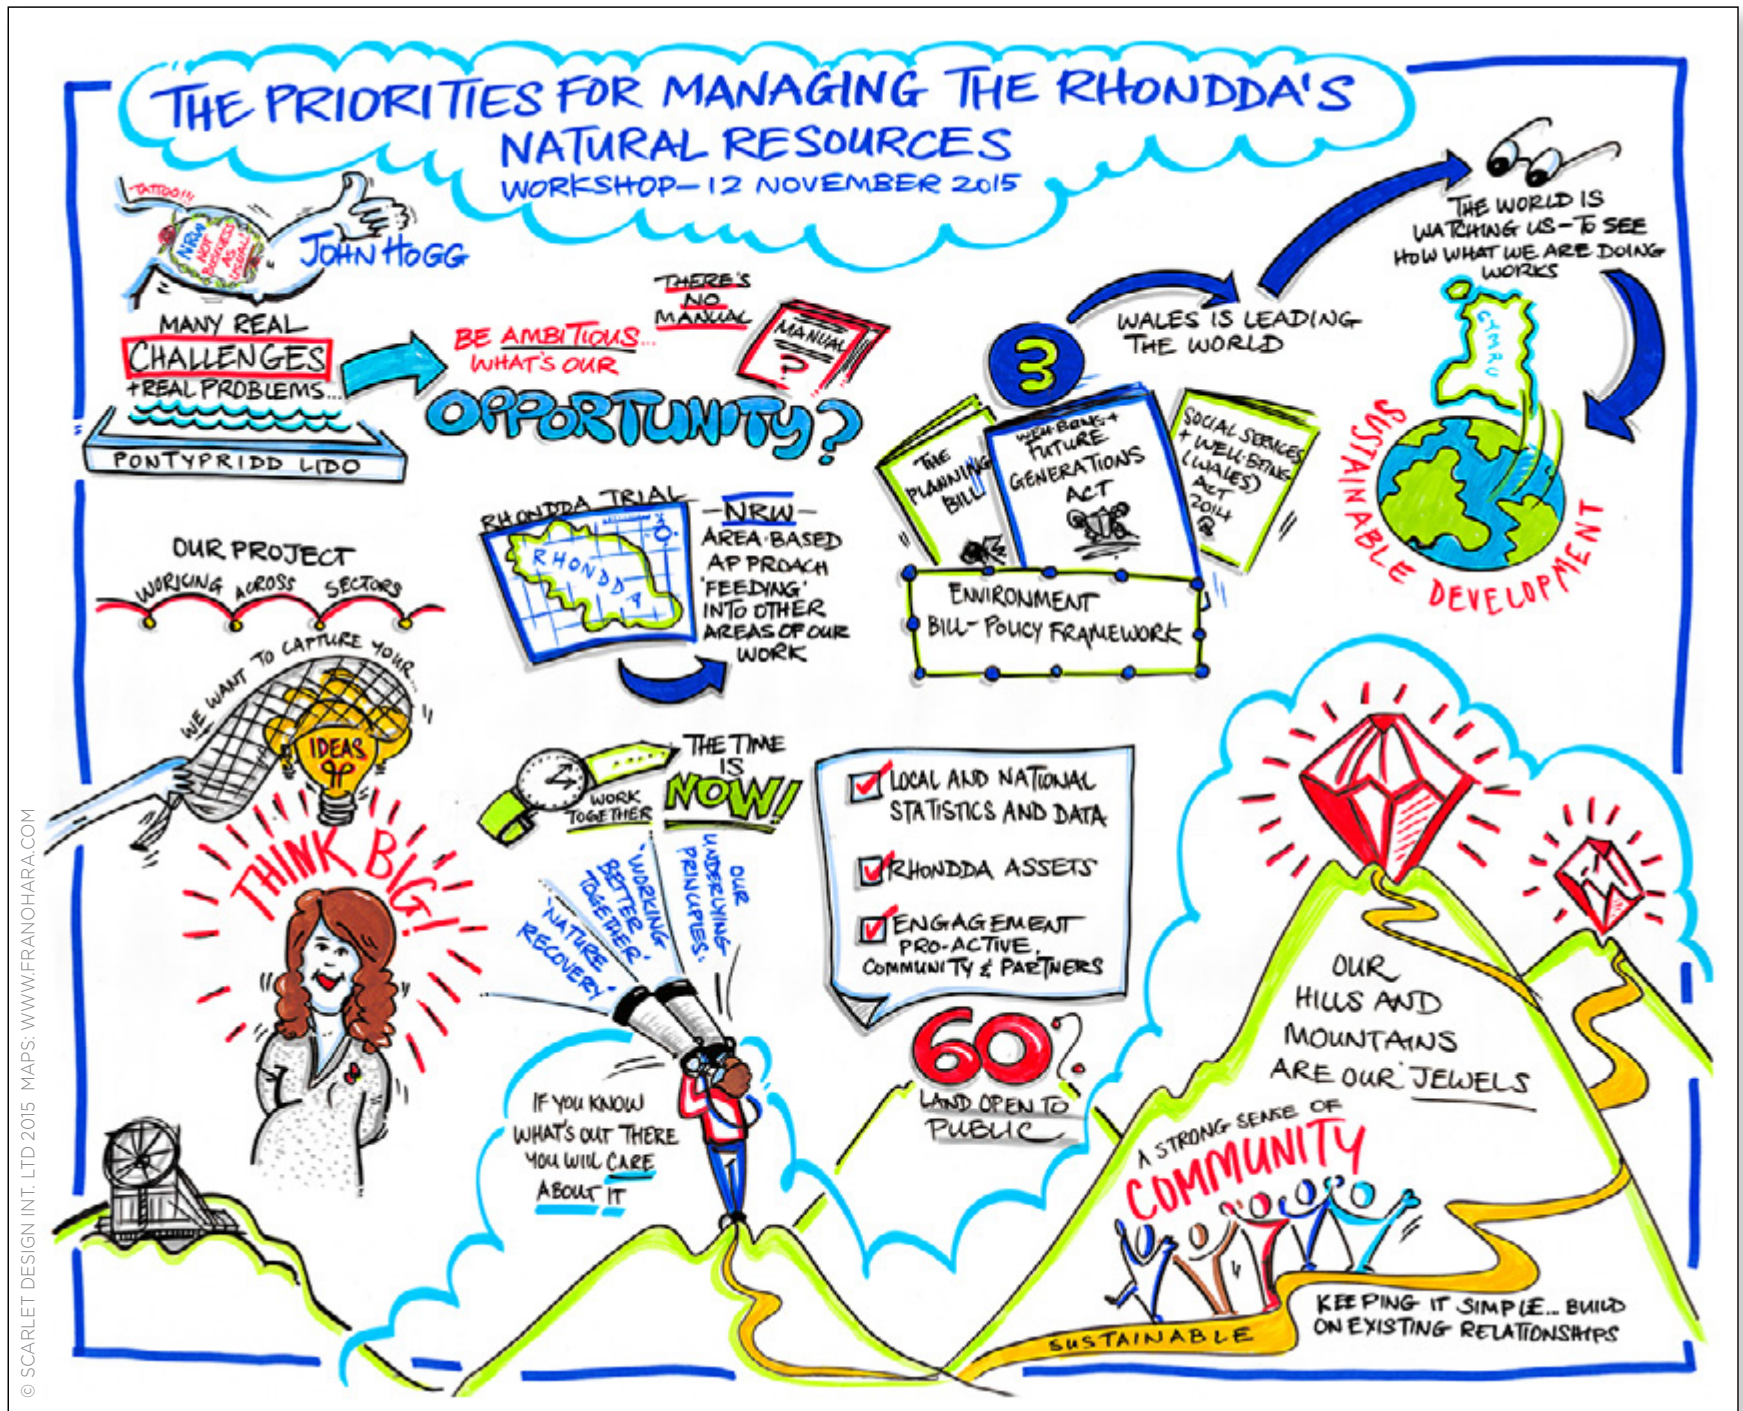 THE PRIORITIES FOR MANAGING THE RHONDDA'S
NATURAL RESOURCES
WORKSHOP - 12 NOVEMBER 2015
TATTOO!!!
NRW
NOT
BUSINESS
AS
USUAL!
JOHN HOGG
MANY REAL
CHALLENGES
+ REAL PROBLEMS...
PONTYPRIDD LIDO
BE AMBITIOUS...
WHAT'S OUR
OPPORTUNITY?
THERE'S
NO
MANUAL
MANUAL
?
3
WALES IS LEADING
THE WORLD
THE WORLD IS
WATCHING US - TO SEE
HOW WHAT WE ARE DOING
WORKS
CYMRU
SUSTAINABLE DEVELOPMENT
THE
PLANNING
BILL
WELL-BEING +
FUTURE
GENERATIONS
ACT
SOCIAL SERVICES
+ WELL-BEING
(WALES)
ACT
2014
ENVIRONMENT
BILL - POLICY FRAMEWORK
RHONDDA TRIAL
RHONDDA
- NRW -
AREA-BASED
APPROACH
'FEEDING'
INTO OTHER
AREAS OF OUR
WORK
OUR PROJECT
WORKING ACROSS SECTORS
WE WANT TO CAPTURE YOUR...
IDEAS
THINK BIG!
THE TIME
IS
NOW!
WORK
TOGETHER
OUR
UNDERLYING
PRINCAPLES:
'WORKING
BETTER
TOGETHER'
'NATURE
RECOVERY'
IF YOU KNOW
WHAT'S OUT THERE
YOU WILL CARE
ABOUT IT
LOCAL AND NATIONAL
STATISTICS AND DATA
RHONDDA ASSETS
ENGAGEMENT
PRO-ACTIVE,
COMMUNITY & PARTNERS
60%
LAND OPEN TO
PUBLIC
OUR
HILLS AND
MOUNTAINS
ARE OUR JEWELS
A STRONG SENSE OF
COMMUNITY
SUSTAINABLE
KEEPING IT SIMPLE... BUILD
ON EXISTING RELATIONSHIPS
© SCARLET DESIGN INT. LTD 2015 MAPS: WWW.FRANOHARA.COM